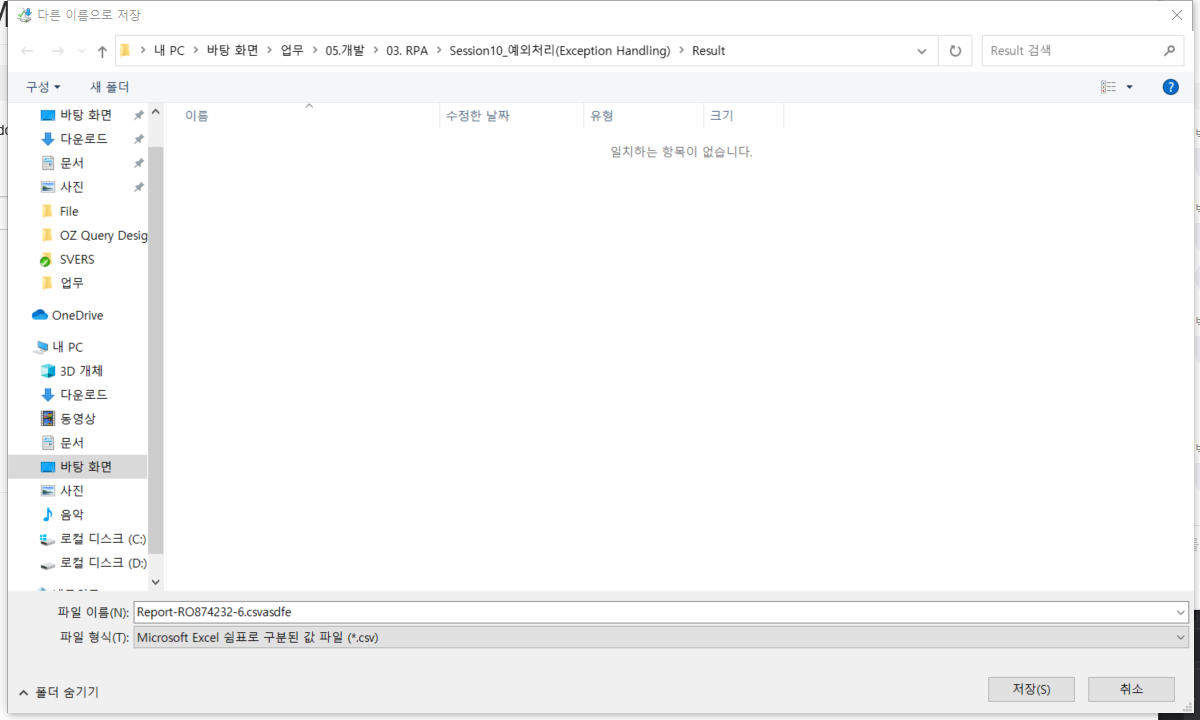 다른 이름으로 저장
내 PC > 바탕 화면 > 업무 > 05.개발 > 03. RPA > Session10_예외처리(Exception Handling) > Result
Result 검색
구성
새 폴더
이름
수정한 날짜
유형
크기
일치하는 항목이 없습니다.
바탕 화면
다운로드
문서
사진
File
OZ Query Desig
SVERS
업무
OneDrive
내 PC
3D 개체
다운로드
동영상
문서
바탕 화면
사진
음악
로컬 디스크 (C:)
로컬 디스크 (D:)
파일 이름(N): Report-RO874232-6.csvasdfe
파일 형식(T): Microsoft Excel 쉼표로 구분된 값 파일 (*.csv)
폴더 숨기기
저장(S)
취소